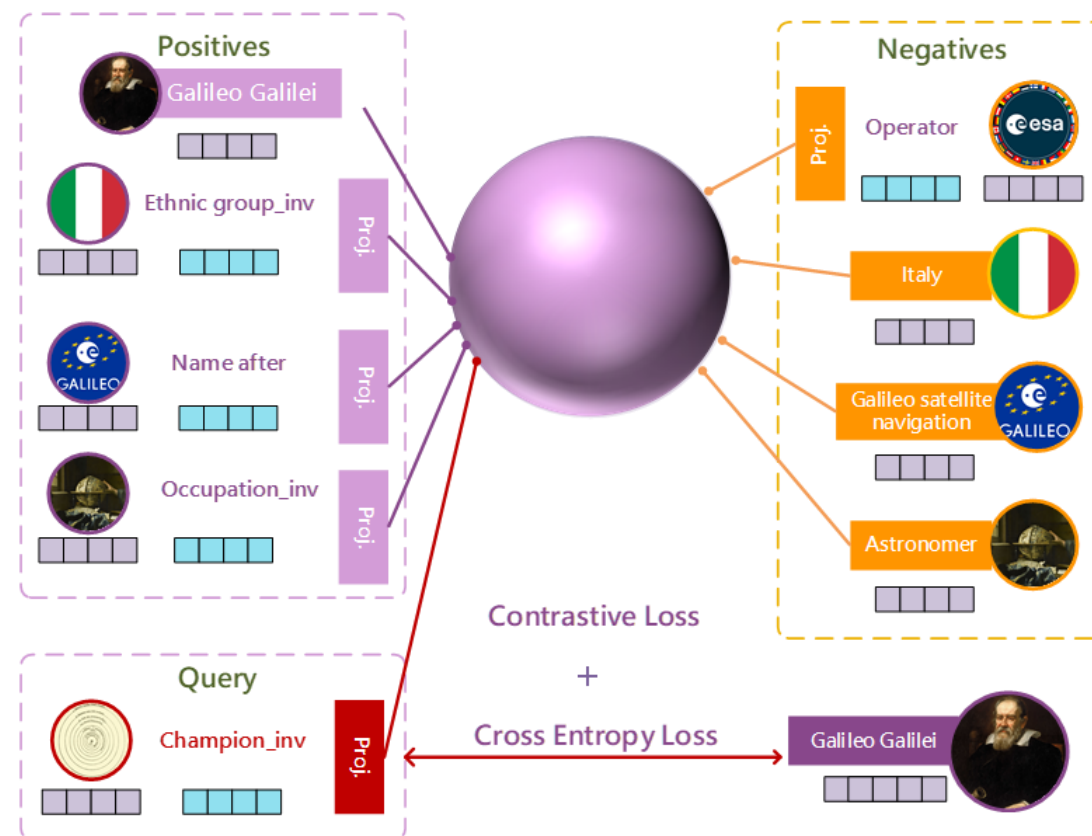 Positives
Galileo Galilei
Ethnic group_inv
Proj.
Name after
GALILEO
Proj.
Occupation_inv
Proj.
Query
Champion_inv
Proj.
Contrastive Loss
+
Cross Entropy Loss
Negatives
Proj.
Operator
esa
Italy
Galileo satellite
navigation
GALILEO
Astronomer
Galileo Galilei